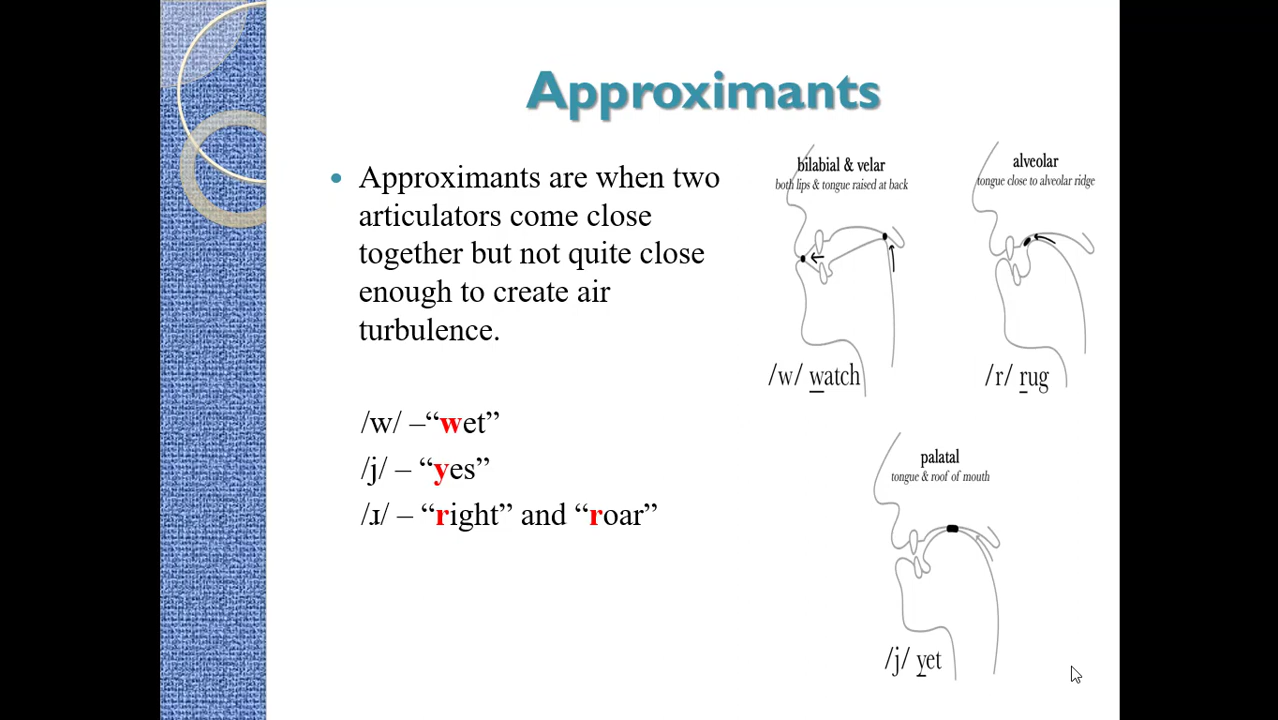 Approximants
Approximants are when two
articulators come close
together but not quite close
enough to create air
turbulence.
/w/ –“wet”
/j/ – “yes”
/ɹ/ – “right” and “roar”
bilabial & velar
both lips & tongue raised at back
/w/ watch
alveolar
tongue close to alveolar ridge
/r/ rug
palatal
tongue & roof of mouth
/j/ yet